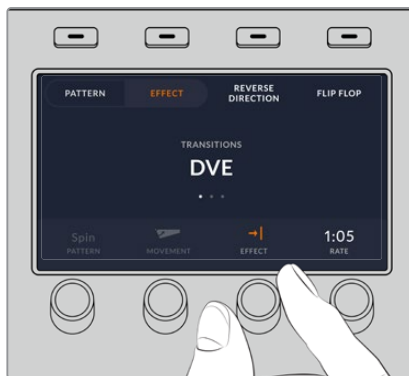 PATTERN
EFFECT
REVERSE
DIRECTION
FLIP FLOP
TRANSITIONS
DVE
Spin
PATTERN
MOVEMENT
EFFECT
1:05
RATE